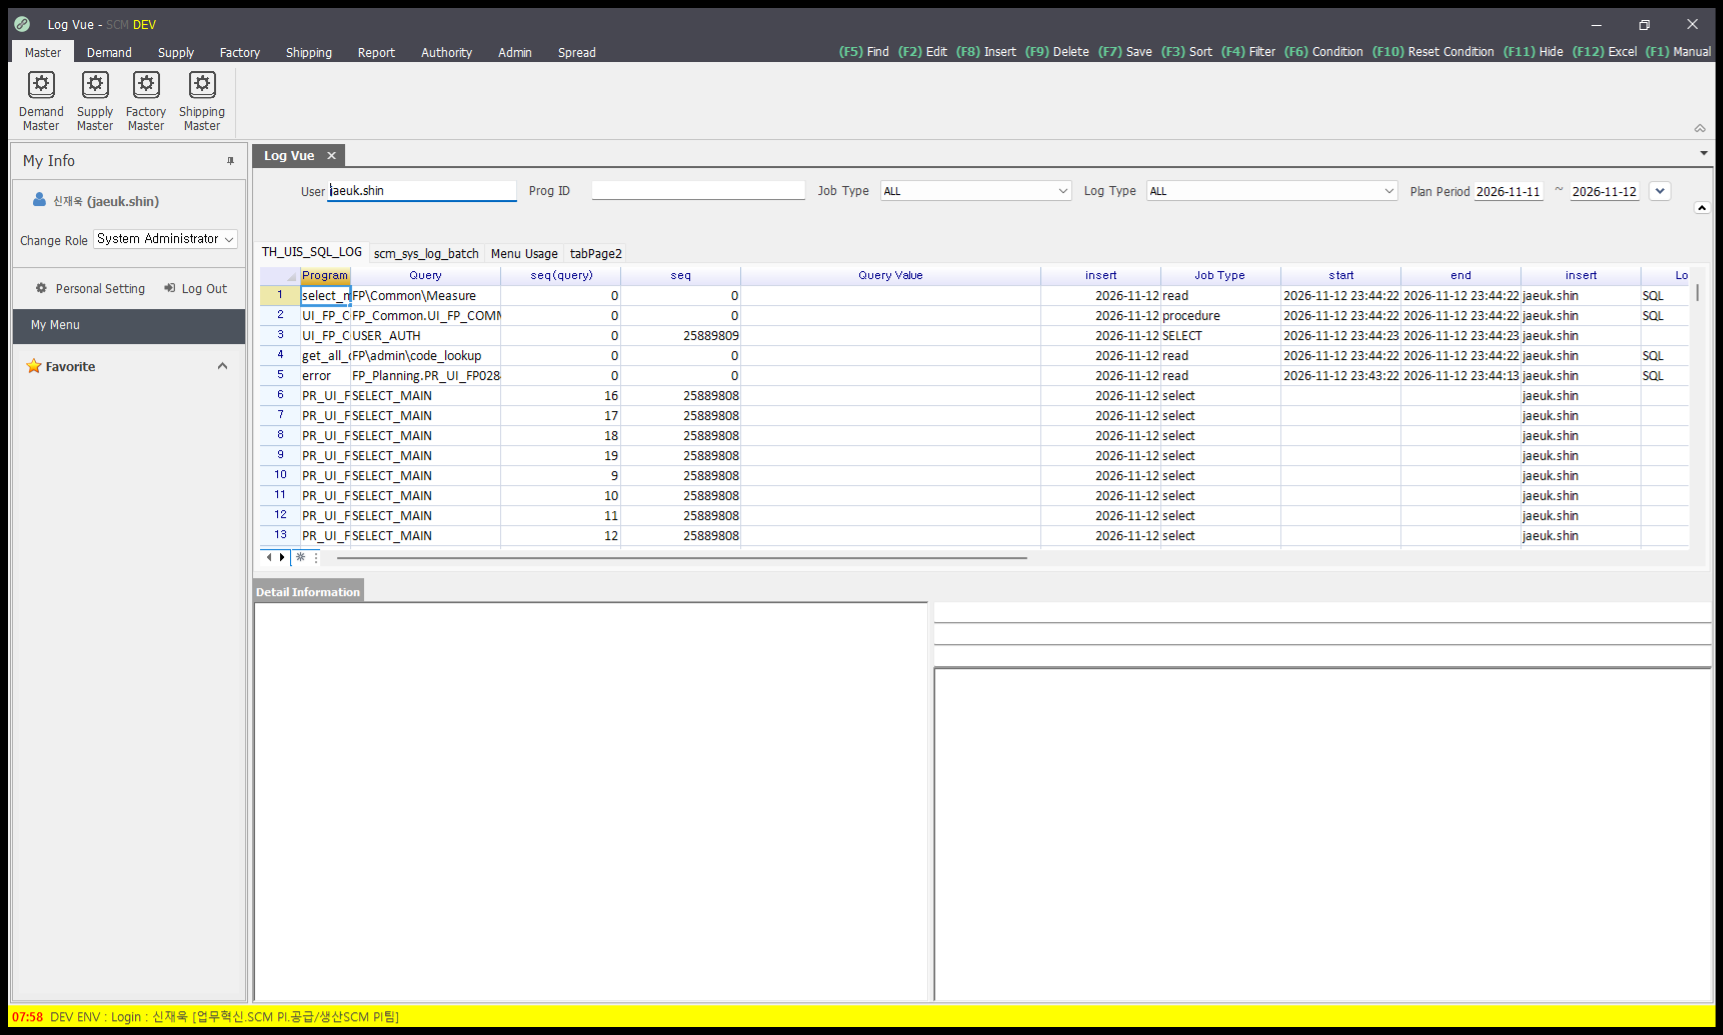 Log Vue - SCM DEV
Master Demand Supply Factory Shipping Report Authority Admin Spread
(F5) Find (F2) Edit (F8) Insert (F9) Delete (F7) Save (F3) Sort (F4) Filter (F6) Condition (F10) Reset Condition (F11) Hide (F12) Excel (F1) Manual
Demand Master
Supply Master
Factory Master
Shipping Master
My Info
신재욱 (jaeuk.shin)
Change Role System Administrator
Personal Setting Log Out
My Menu
Favorite
Log Vue
User jaeuk.shin Prog ID Job Type ALL Log Type ALL Plan Period 2026-11-11 ~ 2026-11-12
TH_UIS_SQL_LOG scm_sys_log_batch Menu Usage tabPage2
Program Query seq(query) seq Query Value insert Job Type start end insert Lo
1 select_n FP\Common\Measure 0 0 2026-11-12 read 2026-11-12 23:44:22 2026-11-12 23:44:22 jaeuk.shin SQL
2 UI_FP_C FP_Common.UI_FP_COMM 0 0 2026-11-12 procedure 2026-11-12 23:44:22 2026-11-12 23:44:22 jaeuk.shin SQL
3 UI_FP_C USER_AUTH 0 25889809 2026-11-12 SELECT 2026-11-12 23:44:23 2026-11-12 23:44:23 jaeuk.shin
4 get_all_ FP\admin\code_lookup 0 0 2026-11-12 read 2026-11-12 23:44:22 2026-11-12 23:44:22 jaeuk.shin SQL
5 error FP_Planning.PR_UI_FP028 0 0 2026-11-12 read 2026-11-12 23:43:22 2026-11-12 23:44:13 jaeuk.shin SQL
6 PR_UI_F SELECT_MAIN 16 25889808 2026-11-12 select jaeuk.shin
7 PR_UI_F SELECT_MAIN 17 25889808 2026-11-12 select jaeuk.shin
8 PR_UI_F SELECT_MAIN 18 25889808 2026-11-12 select jaeuk.shin
9 PR_UI_F SELECT_MAIN 19 25889808 2026-11-12 select jaeuk.shin
10 PR_UI_F SELECT_MAIN 9 25889808 2026-11-12 select jaeuk.shin
11 PR_UI_F SELECT_MAIN 10 25889808 2026-11-12 select jaeuk.shin
12 PR_UI_F SELECT_MAIN 11 25889808 2026-11-12 select jaeuk.shin
13 PR_UI_F SELECT_MAIN 12 25889808 2026-11-12 select jaeuk.shin
Detail Information
07:58 DEV ENV : Login : 신재욱 [업무혁신.SCM PI.공급/생산SCM PI팀]